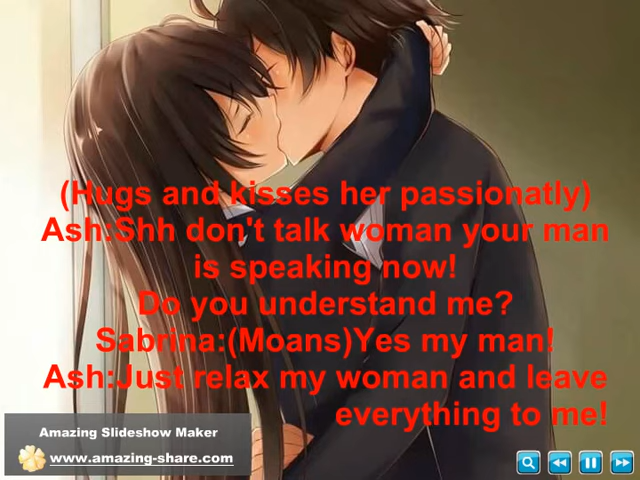 (Hugs and kisses her passionatly)
Ash:Shh don't talk woman your man
is speaking now!
Do you understand me?
Sabrina:(Moans)Yes my man!
Ash:Just relax my woman and leave
everything to me!
Amazing Slideshow Maker
www.amazing-share.com